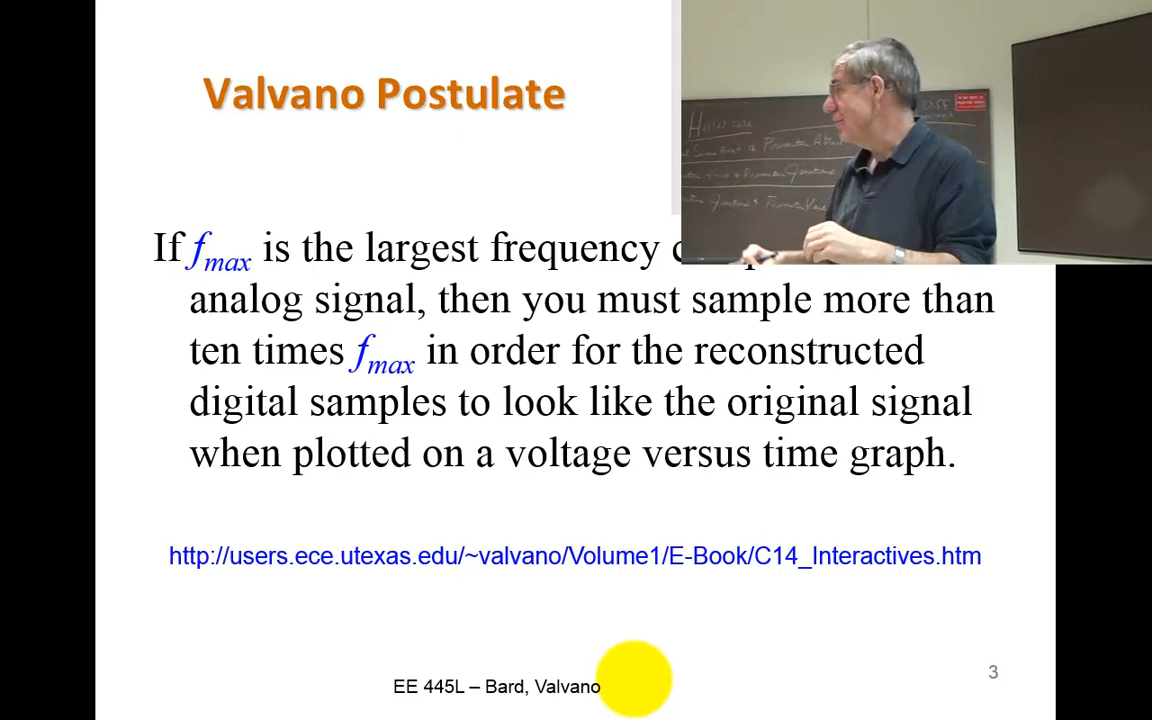 Valvano Postulate
If fmax is the largest frequency
analog signal, then you must sample more than
ten times fmax in order for the reconstructed
digital samples to look like the original signal
when plotted on a voltage versus time graph.
http://users.ece.utexas.edu/~valvano/Volume1/E-Book/C14_Interactives.htm
EE 445L – Bard, Valvano
3